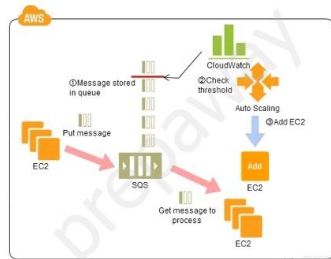 AWS
CloudWatch
①Message stored
in queue
②Check
threshold
Auto Scaling
③Add EC2
Put message
EC2
SQS
Add
EC2
Get message to
process
EC2
prepaway